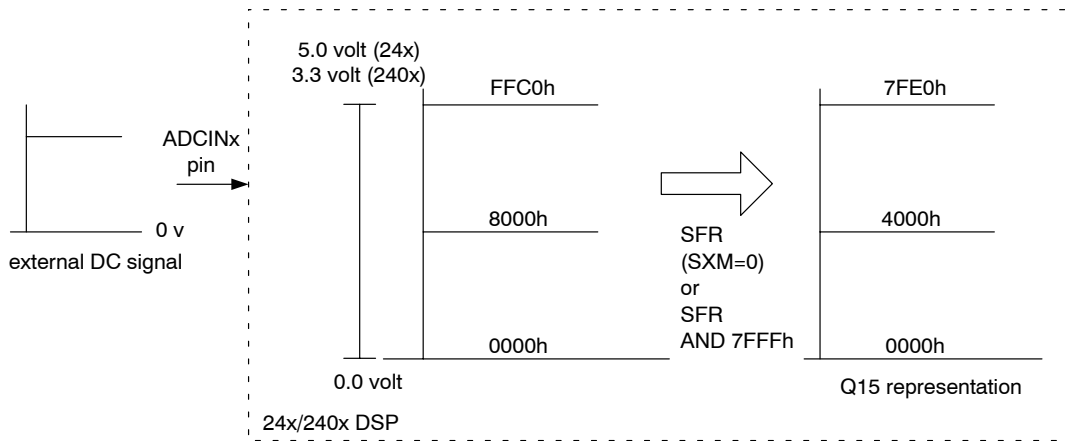 5.0 volt (24x)
3.3 volt (240x)
FFC0h
7FE0h
ADCINx
pin
0 v
external DC signal
8000h
4000h
SFR
(SXM=0)
or
SFR
AND 7FFFh
0000h
0000h
0.0 volt
Q15 representation
24x/240x DSP